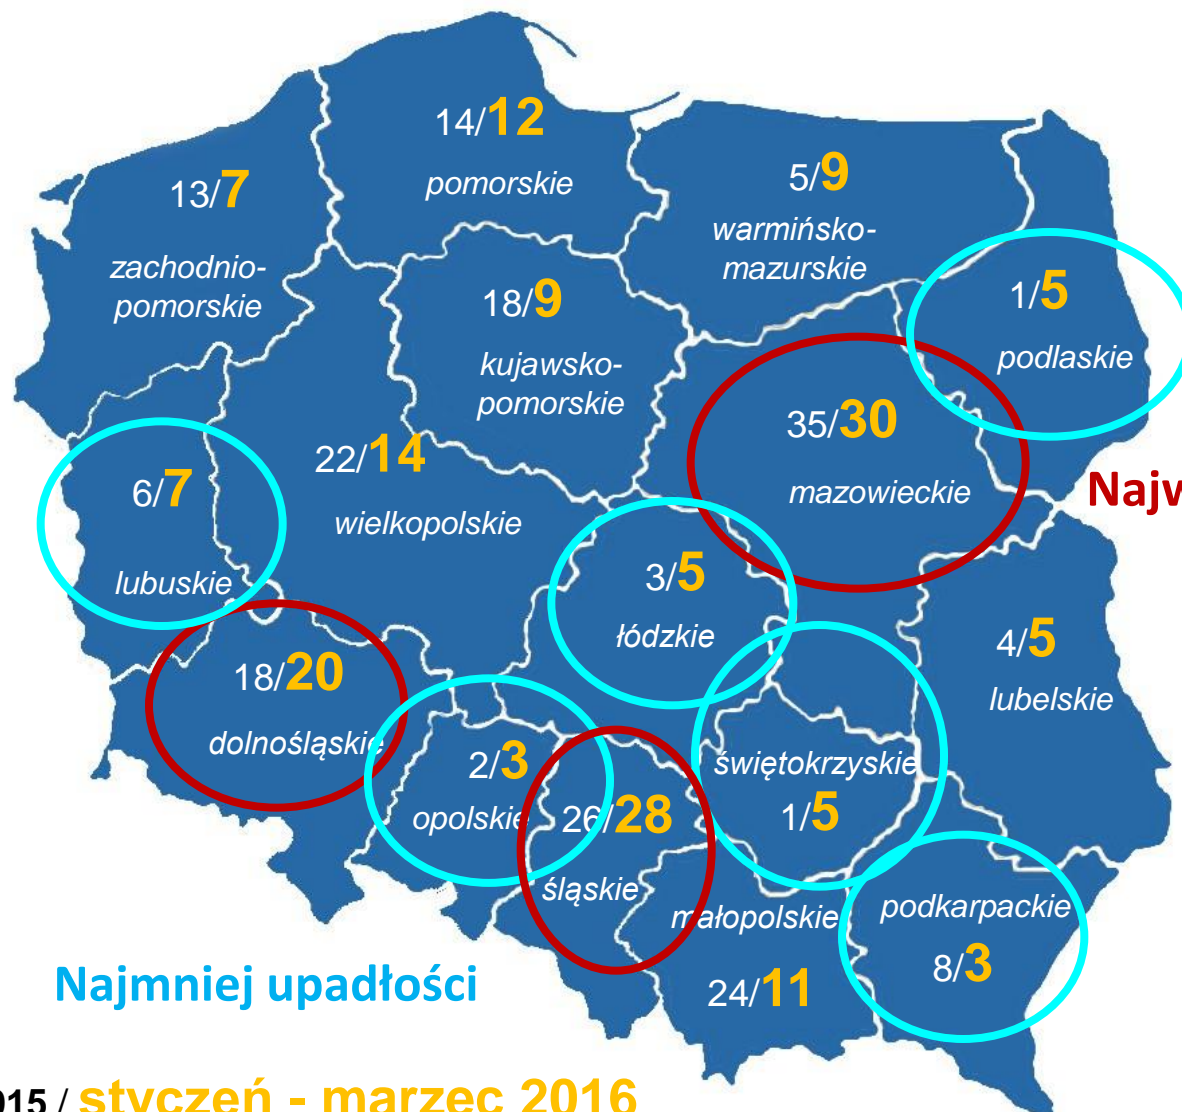 14/12
pomorskie
5/9
warmińsko-
mazurskie
13/7
zachodnio-
pomorskie
18/9
kujawsko-
pomorskie
1/5
podlaskie
35/30
mazowieckie
22/14
wielkopolskie
6/7
lubuskie
3/5
łódzkie
4/5
lubelskie
18/20
dolnośląskie
2/3
opolskie
26/28
śląskie
świętokrzyskie
1/5
małopolskie
24/11
podkarpackie
8/3
Najmniej upadłości
/ styczeń - marzec 2016